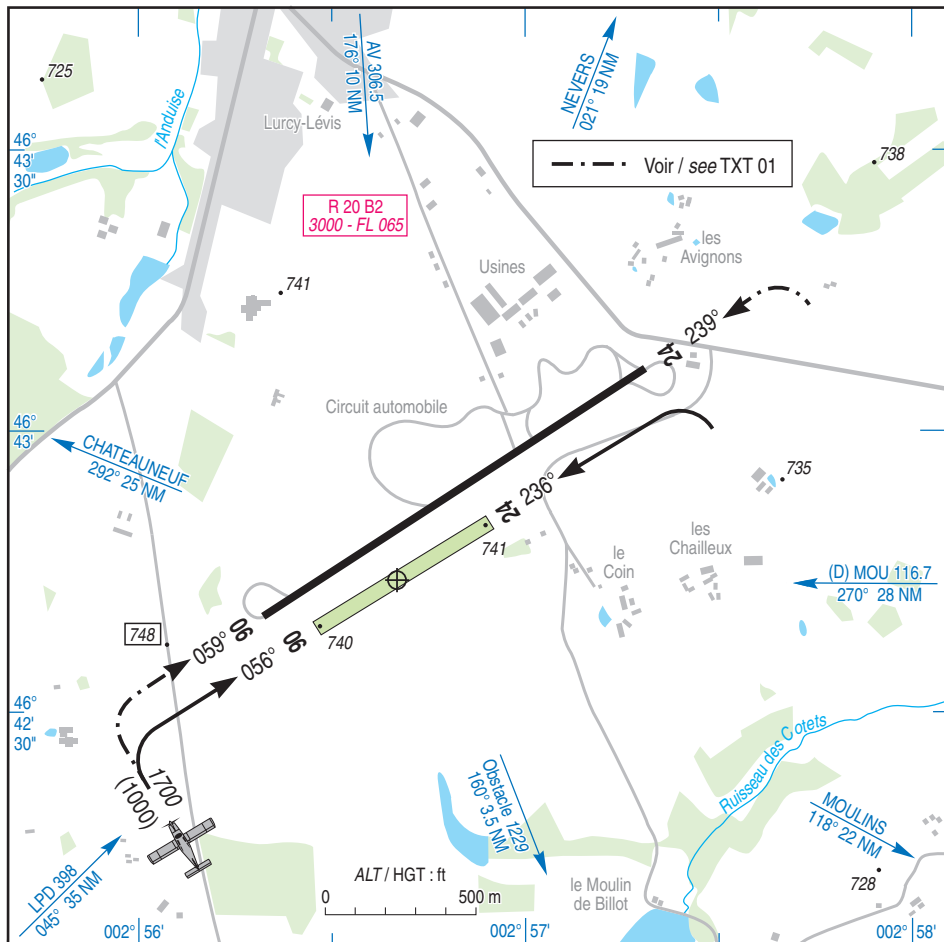 725
l'Anduise
46°
43'
30"
Lurcy-Lévis
AV 306.5
176° 10 NM
NEVERS
021° 19 NM
Voir / see TXT 01
738
R 20 B2
3000 - FL 065
les
Avignons
Usines
741
24
239°
Circuit automobile
46°
43'
CHATEAUNEUF
292° 25 NM
24
236°
735
741
le
Coin
les
Chailleux
(D) MOU 116.7
270° 28 NM
748
059°
06
056°
06
740
46°
42'
30"
1700
(1000)
Ruisseau des Cotets
Obstacle 1229
160° 3.5 NM
MOULINS
118° 22 NM
LPD 398
045° 35 NM
ALT / HGT : ft
0
500 m
le Moulin
de Billot
728
002° 56'
002° 57'
002° 58'